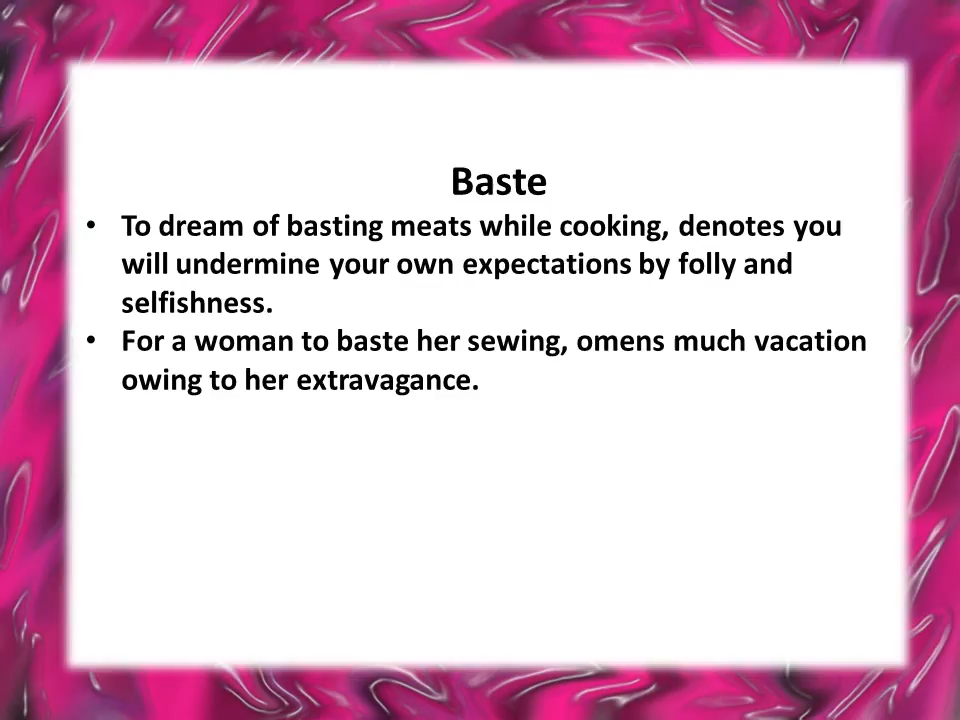 Baste
• To dream of basting meats while cooking, denotes you
will undermine your own expectations by folly and
selfishness.
• For a woman to baste her sewing, omens much vacation
owing to her extravagance.